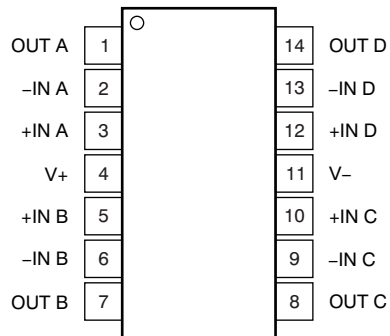 OUT A 1 14 OUT D
−IN A 2 13 −IN D
+IN A 3 12 +IN D
V+ 4 11 V−
+IN B 5 10 +IN C
−IN B 6 9 −IN C
OUT B 7 8 OUT C